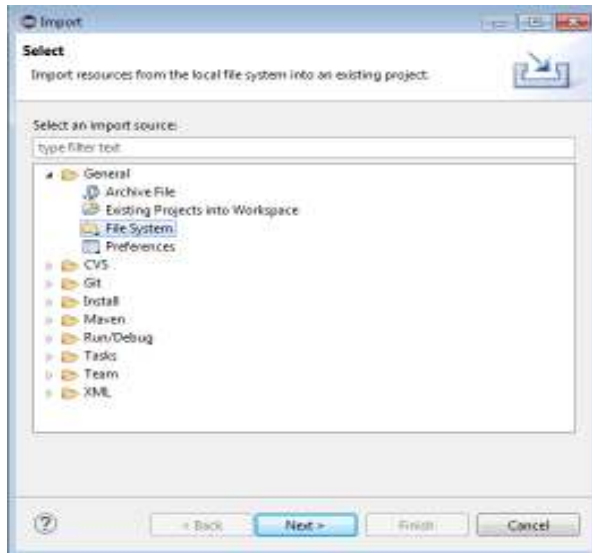 Import
Select
Import resources from the local file system into an existing project.
Select an import source:
type filter text
General
Archive File
Existing Projects into Workspace
File System
Preferences
CVS
Git
Install
Maven
Run/Debug
Tasks
Team
XML
?
< Back Next > Finish Cancel